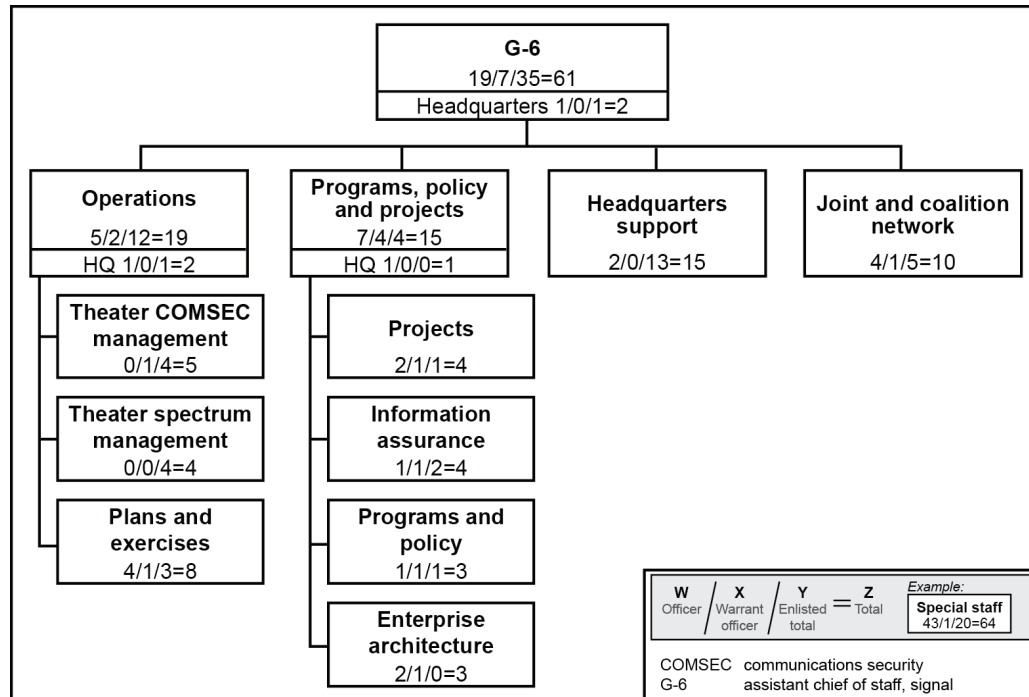 G-6
19/7/35=61
Headquarters 1/0/1=2
Operations
5/2/12=19
HQ 1/0/1=2
Theater COMSEC
management
0/1/4=5
Theater spectrum
management
0/0/4=4
Plans and
exercises
4/1/3=8
Programs, policy
and projects
7/4/4=15
HQ 1/0/0=1
Projects
2/1/1=4
Information
assurance
1/1/2=4
Programs and
policy
1/1/1=3
Enterprise
architecture
2/1/0=3
Headquarters
support
2/0/13=15
Joint and coalition
network
4/1/5=10
W / X / Y = Z
Officer Warrant officer Enlisted total Total
Example:
Special staff
43/1/20=64
COMSEC communications security
G-6 assistant chief of staff, signal